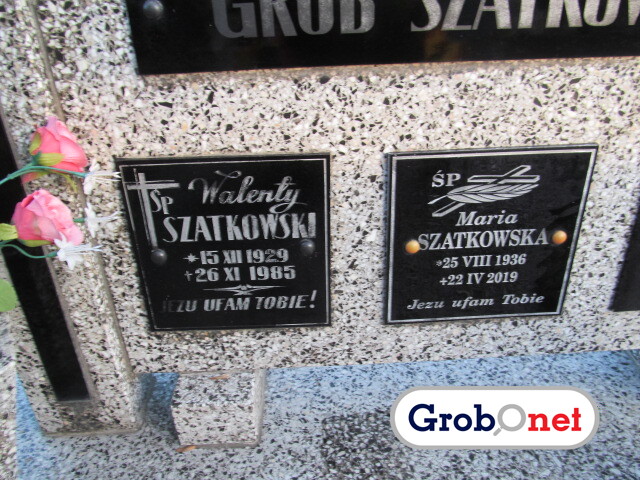 GRÓB SZATKOW
ŚP Walenty
SZATKOWSKI
*15 XII 1929
+26 XI 1985
JEZU UFAM TOBIE!
ŚP
Maria
SZATKOWSKA
*25 VIII 1936
+22 IV 2019
Jezu ufam Tobie
Grobonet